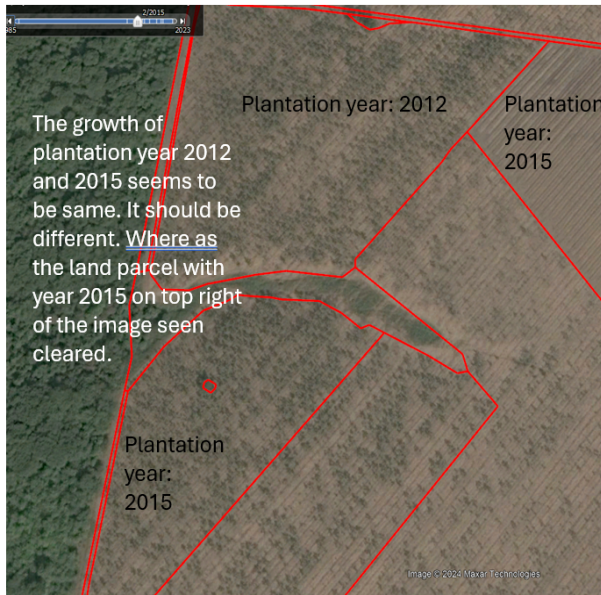 2/2015
985
2023
Plantation year: 2012
Plantation
year:
2015
The growth of
plantation year 2012
and 2015 seems to
be same. It should be
different. Where as
the land parcel with
year 2015 on top right
of the image seen
cleared.
Plantation
year:
2015
Image © 2024 Maxar Technologies